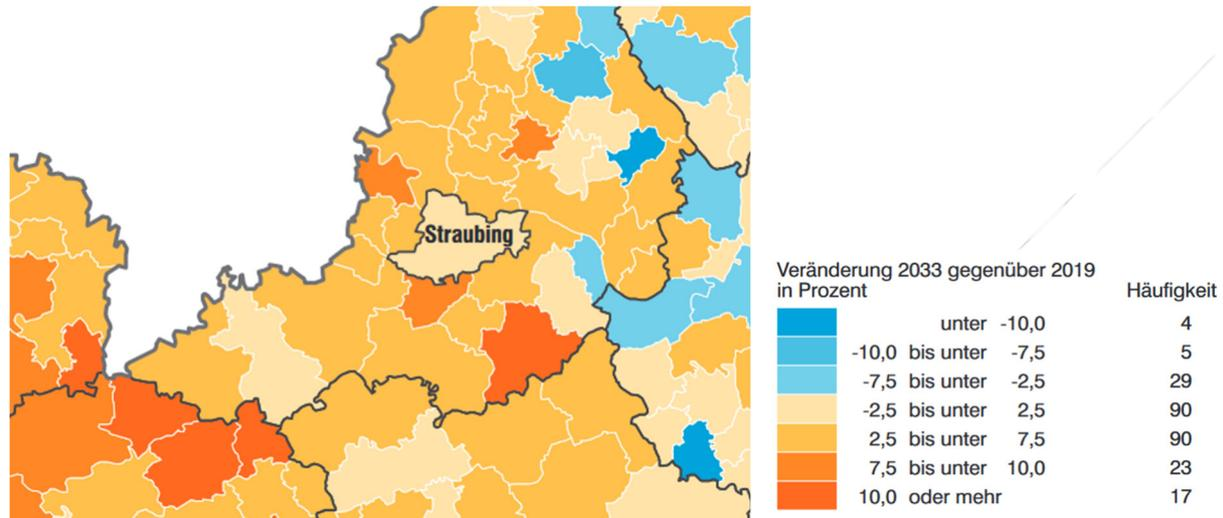 Straubing
Veränderung 2033 gegenüber 2019
in Prozent Häufigkeit
unter -10,0 4
-10,0 bis unter -7,5 5
-7,5 bis unter -2,5 29
-2,5 bis unter 2,5 90
2,5 bis unter 7,5 90
7,5 bis unter 10,0 23
10,0 oder mehr 17